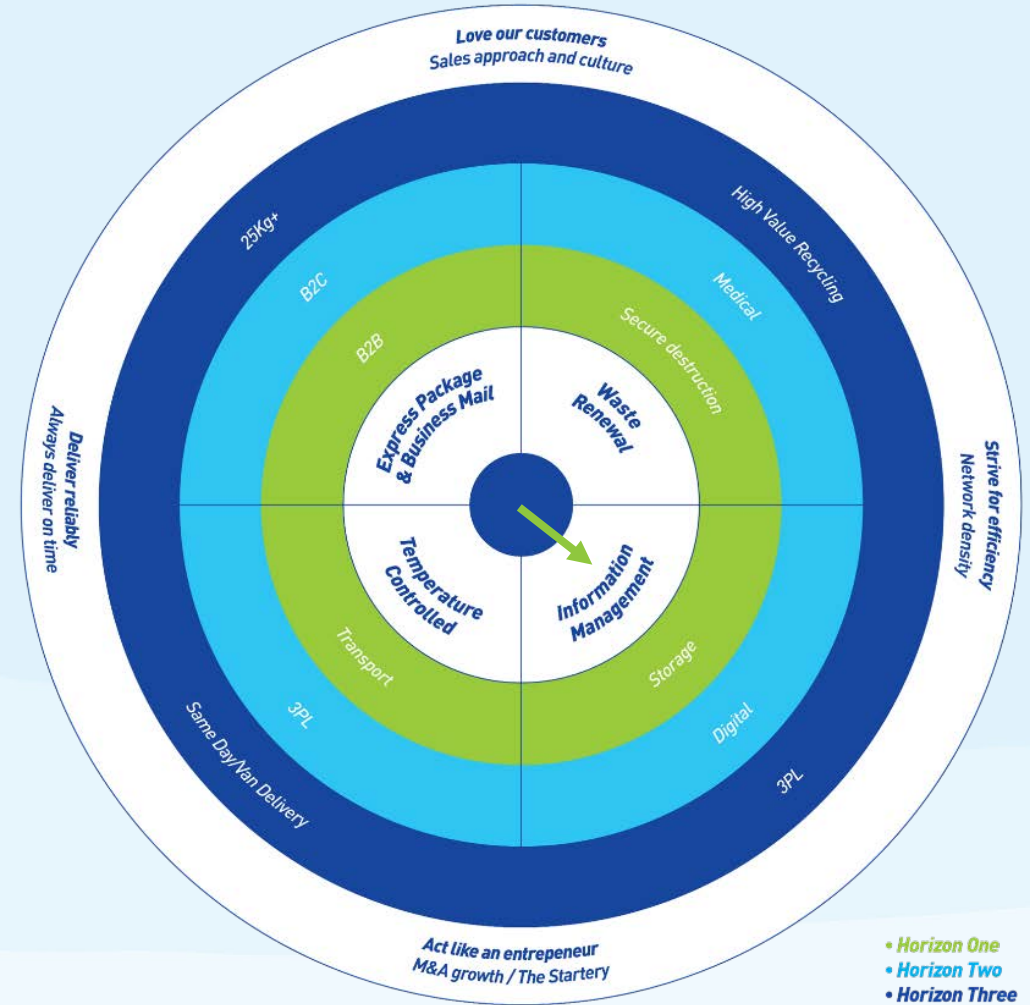 Love our customers
Sales approach and culture
High Value Recycling
25Kg+
Medical
B2C
Secure destruction
B2B
Express Package
& Business Mail
Waste
Renewal
Deliver reliably
Always deliver on time
Strive for efficiency
Network density
Temperature
Controlled
Information
Management
Transport
Storage
3PL
Digital
Same Day/Van Delivery
3PL
Act like an entrepeneur
M&A growth / The Startery
• Horizon One
• Horizon Two
• Horizon Three